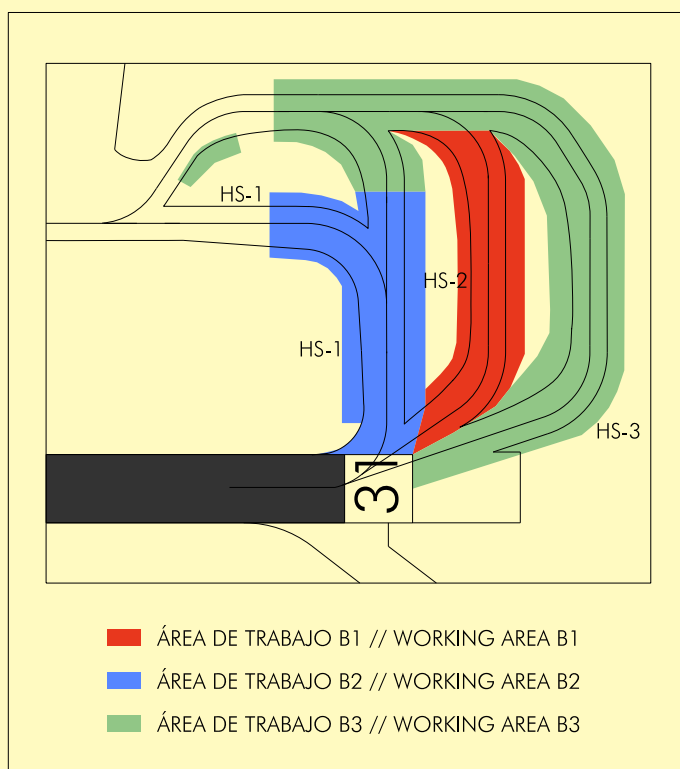 HS-1
HS-2
HS-1
HS-3
31
ÁREA DE TRABAJO B1 // WORKING AREA B1
ÁREA DE TRABAJO B2 // WORKING AREA B2
ÁREA DE TRABAJO B3 // WORKING AREA B3